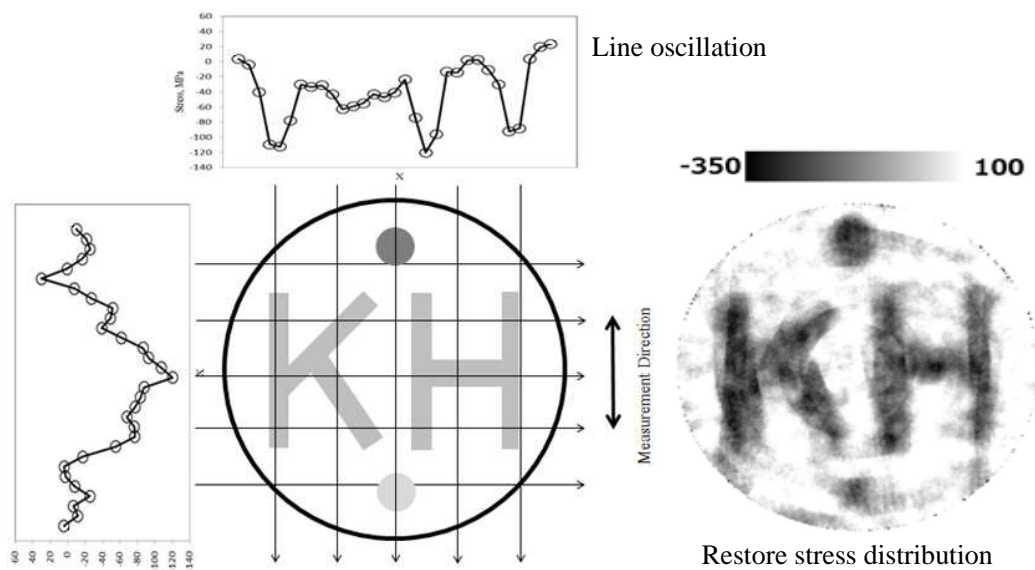 60
40
20
0
-20
-40
-60
-80
-100
-120
-140
Stress, MPa
x
Line oscillation
-350 100
KH
x
Measurement Direction
KH
60 40 20 0 -20 -40 -60 -80 -100 -120 -140
Restore stress distribution